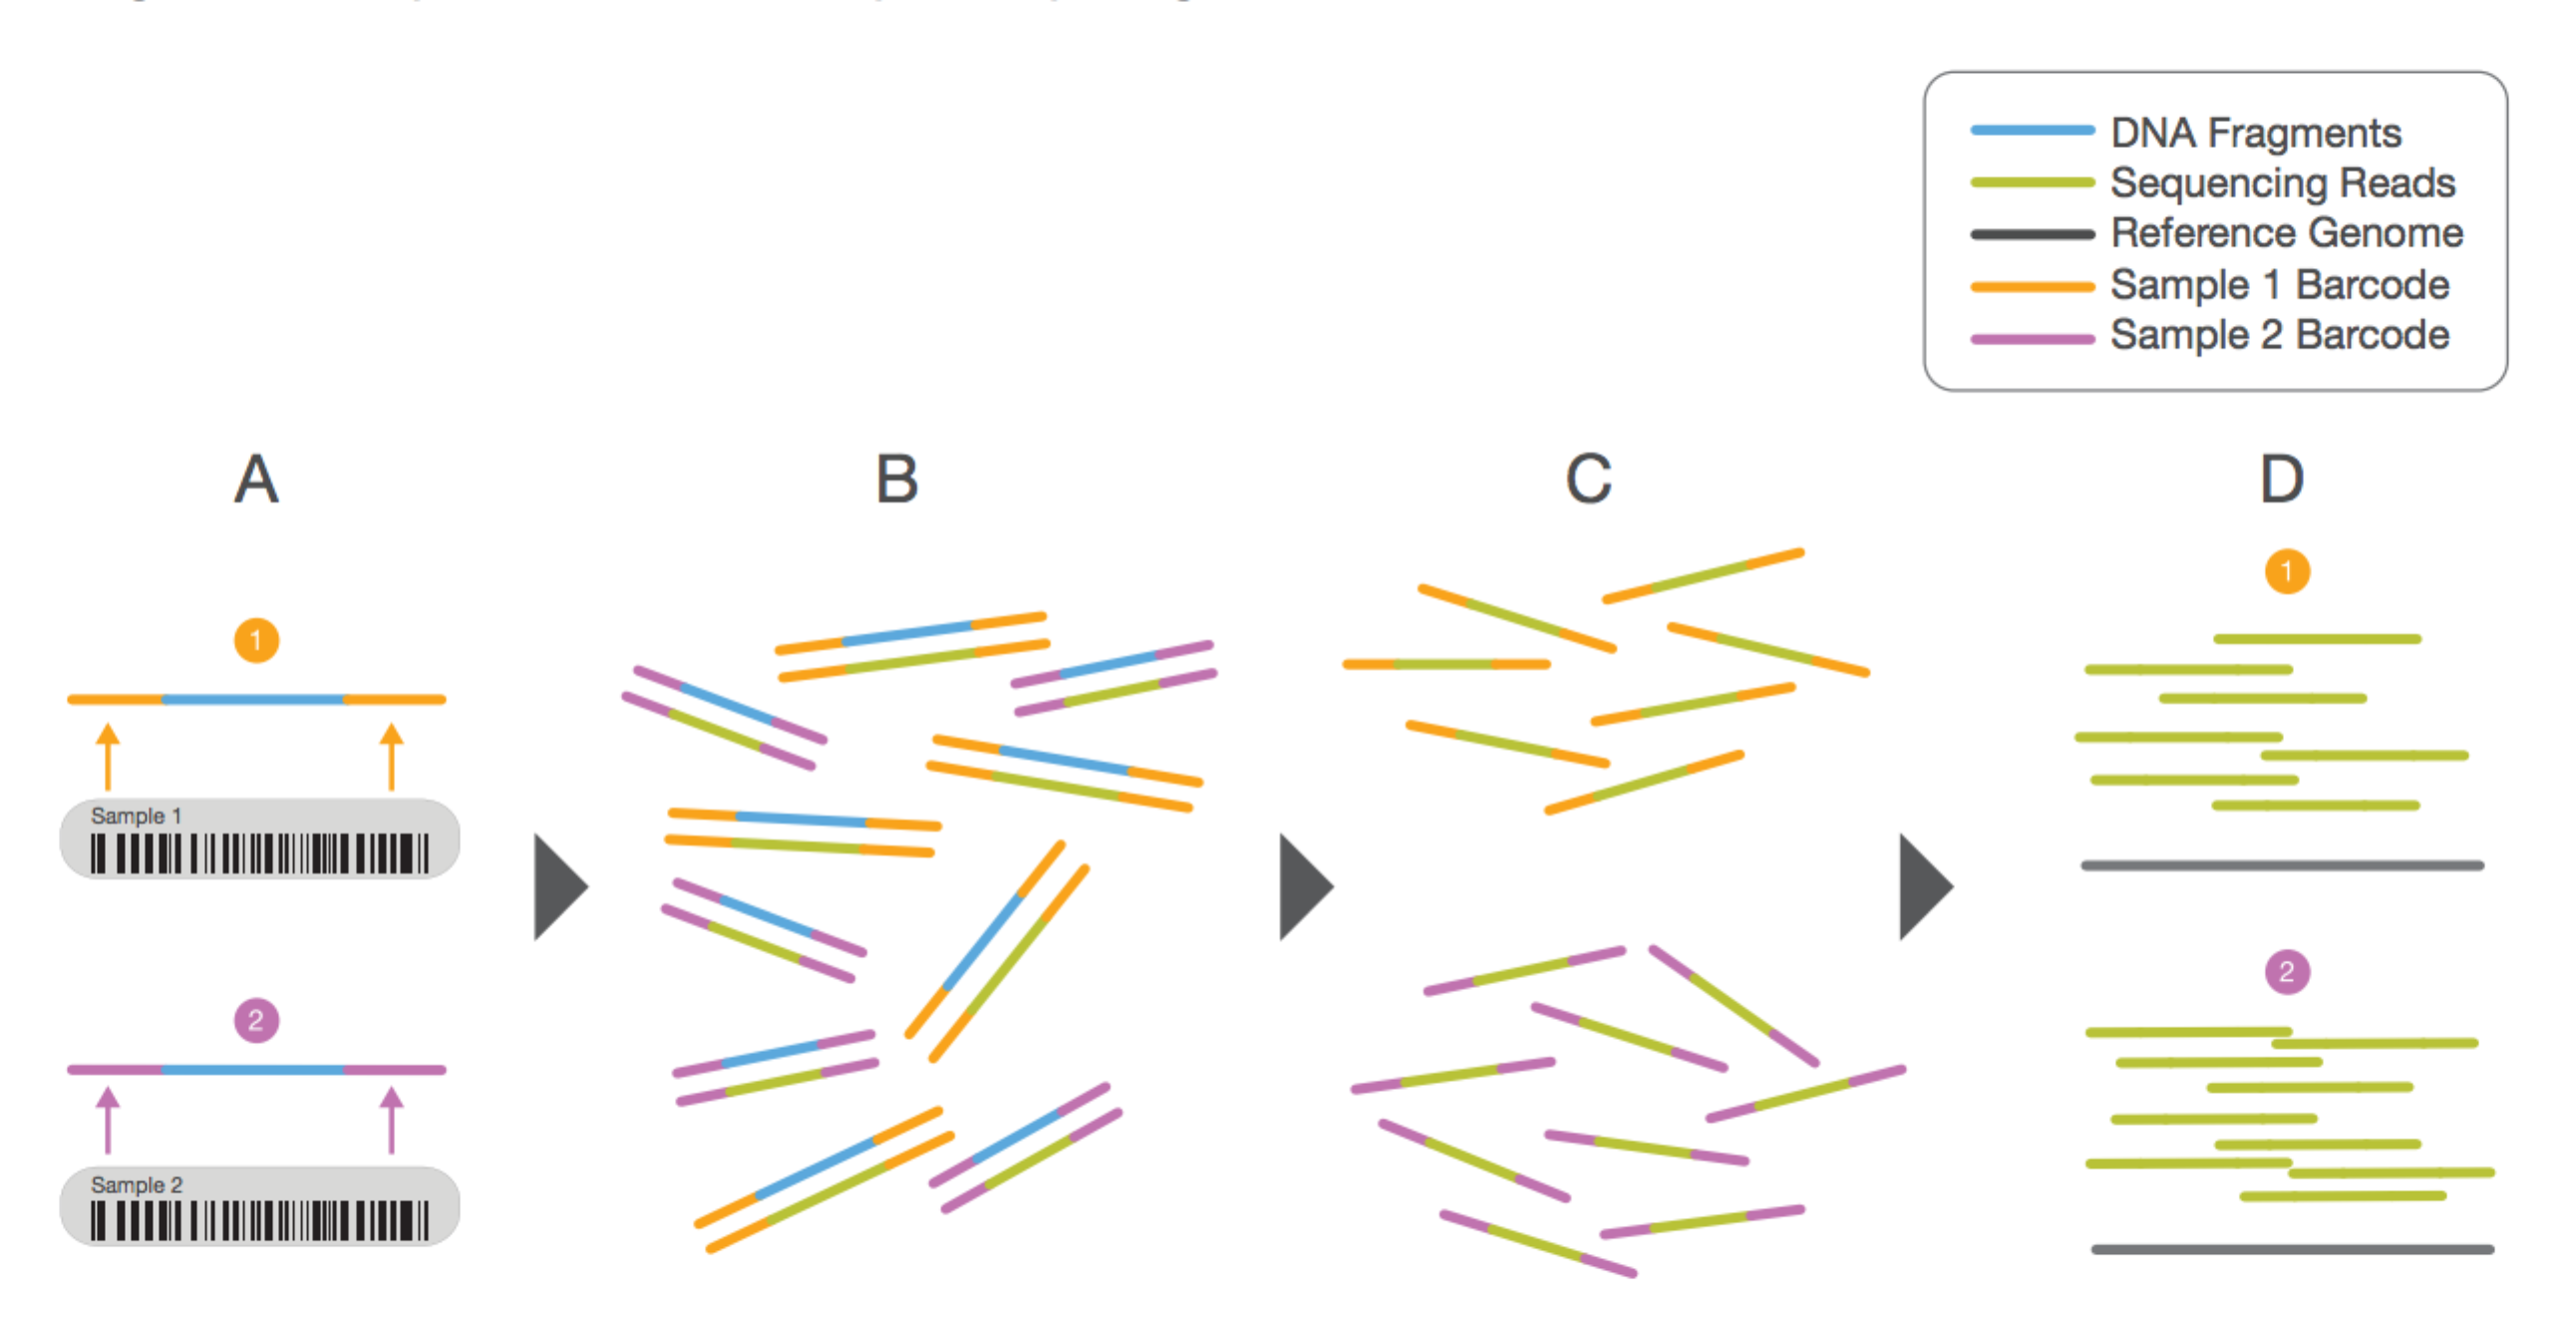 DNA Fragments
Sequencing Reads
Reference Genome
Sample 1 Barcode
Sample 2 Barcode
A
B
C
D
1
1
Sample 1
2
2
Sample 2